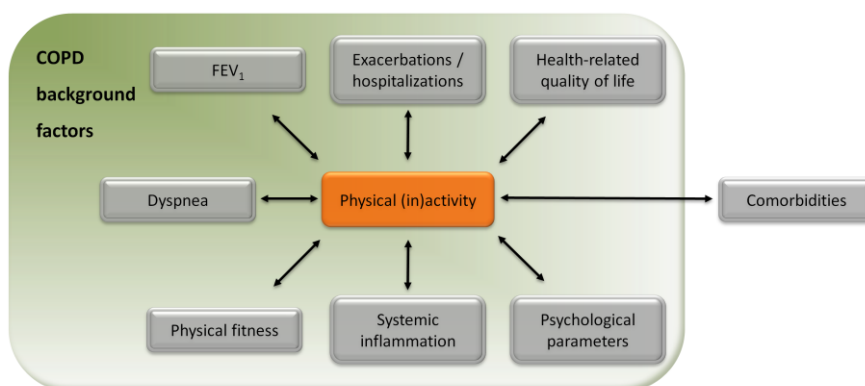 COPD
background
factors
FEV₁
Exacerbations /
hospitalizations
Health-related
quality of life
Dyspnea
Physical (in)activity
Comorbidities
Physical fitness
Systemic
inflammation
Psychological
parameters